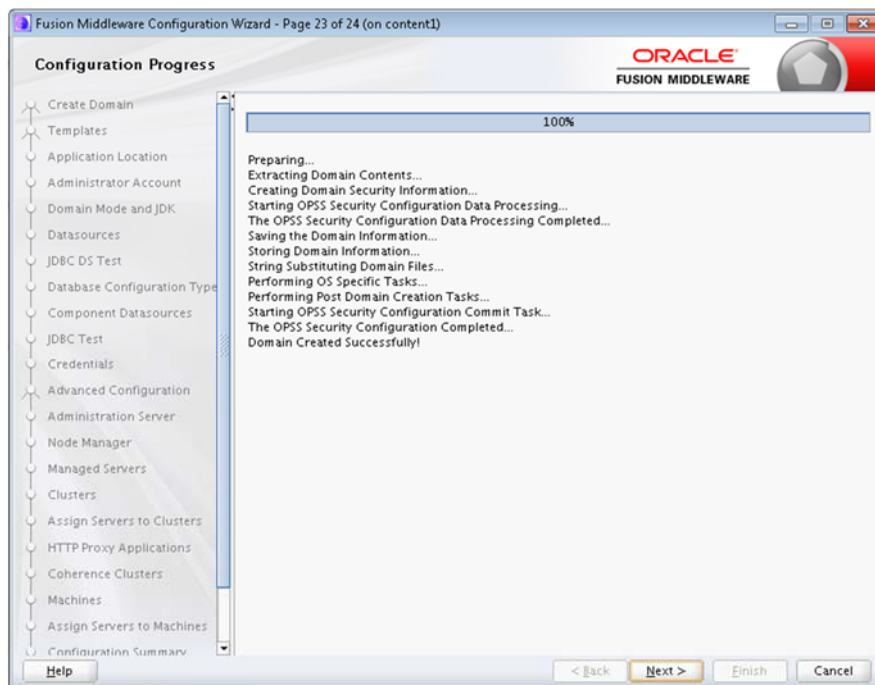 Fusion Middleware Configuration Wizard - Page 23 of 24 (on content1)
Configuration Progress
ORACLE
FUSION MIDDLEWARE
Create Domain
Templates
Application Location
Administrator Account
Domain Mode and JDK
Datasources
JDBC DS Test
Database Configuration Type
Component Datasources
JDBC Test
Credentials
Advanced Configuration
Administration Server
Node Manager
Managed Servers
Clusters
Assign Servers to Clusters
HTTP Proxy Applications
Coherence Clusters
Machines
Assign Servers to Machines
Configuration Summary
100%
Preparing...
Extracting Domain Contents...
Creating Domain Security Information...
Starting OPSS Security Configuration Data Processing...
The OPSS Security Configuration Data Processing Completed...
Saving the Domain Information...
Storing Domain Information...
String Substituting Domain Files...
Performing OS Specific Tasks...
Performing Post Domain Creation Tasks...
Starting OPSS Security Configuration Commit Task...
The OPSS Security Configuration Completed...
Domain Created Successfully!
Help
< Back
Next >
Finish
Cancel